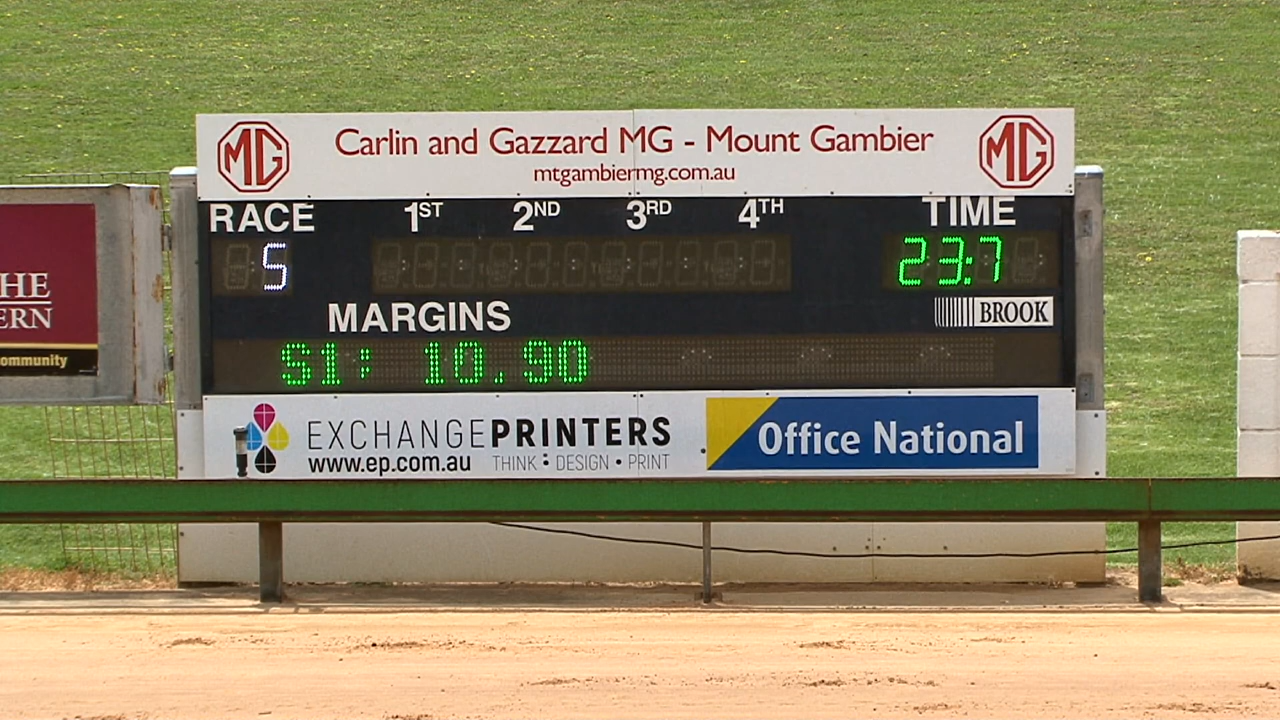 MG Carlin and Gazzard MG - Mount Gambier MG
mtgambiermg.com.au
RACE 1ST 2ND 3RD 4TH TIME
5 23:7
MARGINS BROOK
S1: 10.90
EXCHANGEPRINTERS
www.ep.com.au THINK : DESIGN • PRINT
Office National
HE
ERN
ommunity